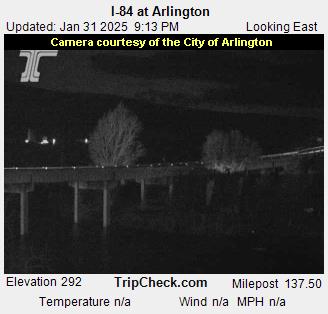 I-84 at Arlington
Updated: Jan 31 2025 9:13 PM Looking East
Camera courtesy of the City of Arlington
Elevation 292 TripCheck.com Milepost 137.50
Temperature n/a Wind n/a MPH n/a